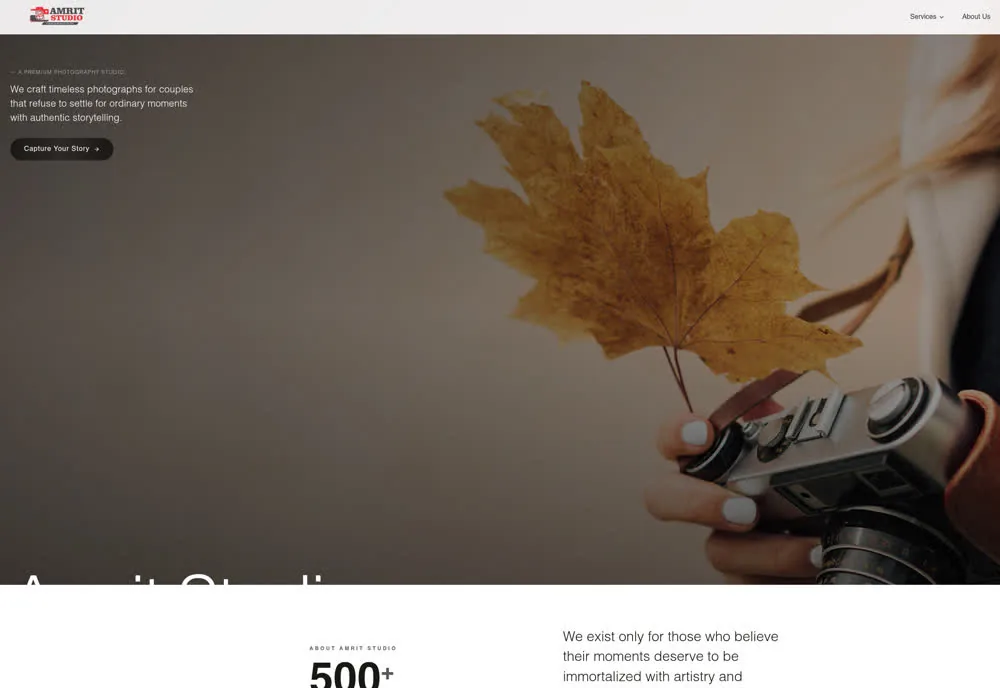 AMRIT
STUDIO
Services
About Us
— A PREMIUM PHOTOGRAPHY STUDIO.
We craft timeless photographs for couples
that refuse to settle for ordinary moments
with authentic storytelling.
Capture Your Story →
Amrit Studi
ABOUT AMRIT STUDIO
500+
We exist only for those who believe
their moments deserve to be
immortalized with artistry and